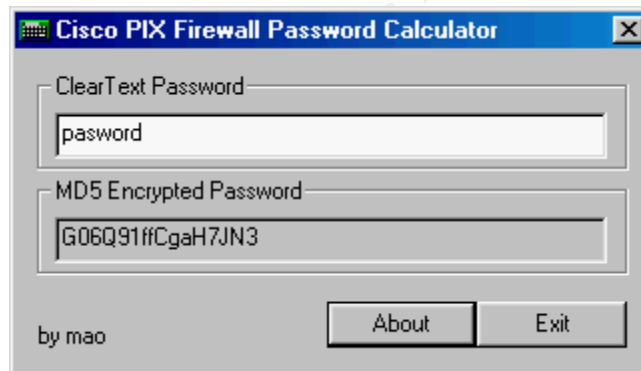 Cisco PIX Firewall Password Calculator
ClearText Password
pasword
MD5 Encrypted Password
G06Q91ffCgaH7JN3
by mao
About
Exit